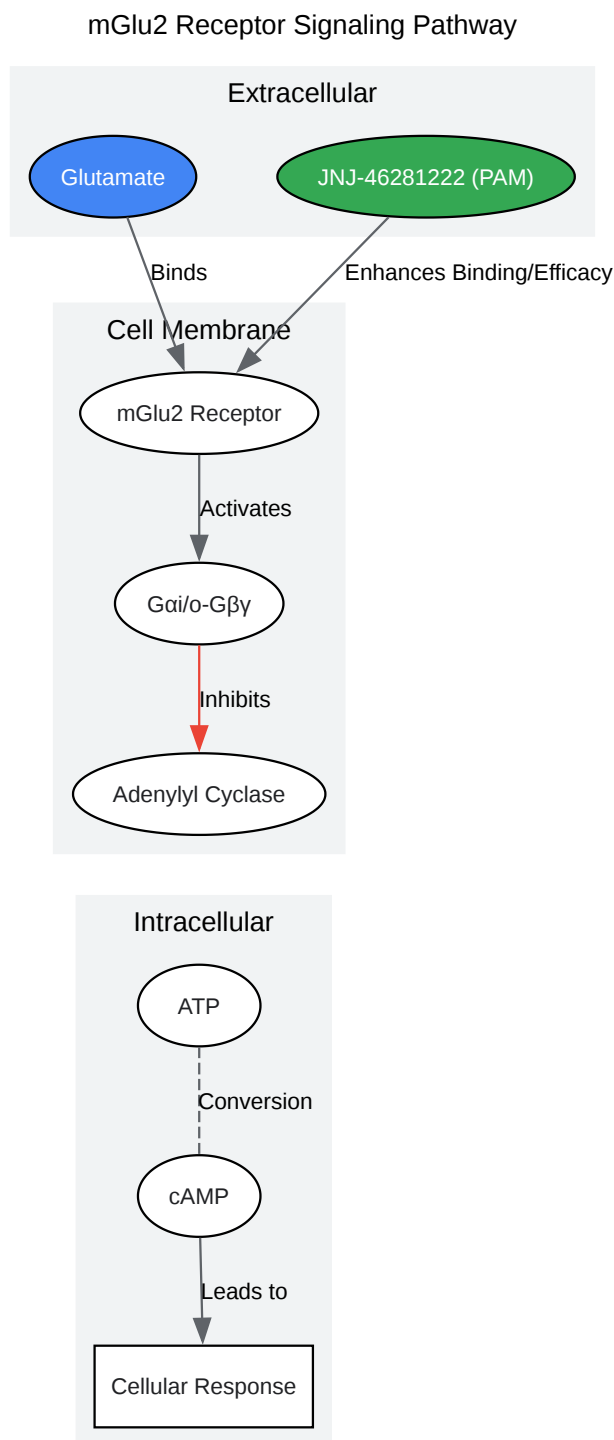 mGlu2 Receptor Signaling Pathway
Extracellular
Glutamate
JNJ-46281222 (PAM)
Binds
Enhances Binding/Efficacy
Cell Membrane
mGlu2 Receptor
Activates
Gαi/o-Gβγ
Inhibits
Adenylyl Cyclase
Intracellular
ATP
Conversion
cAMP
Leads to
Cellular Response